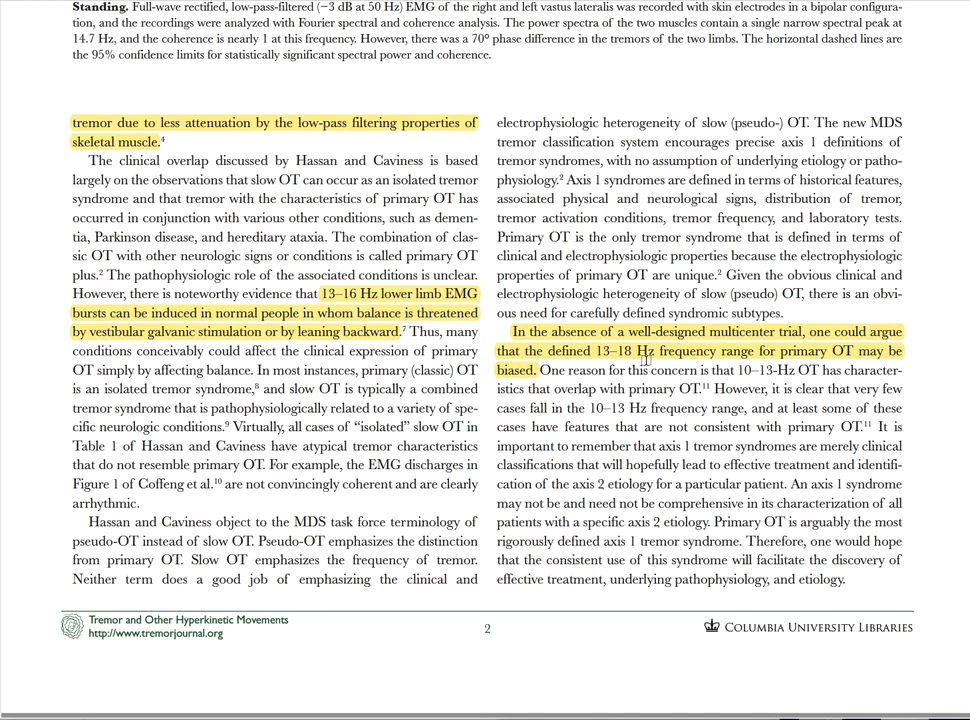 Standing. Full-wave rectified, low-pass-filtered (−3 dB at 50 Hz) EMG of the right and left vastus lateralis was recorded with skin electrodes in a bipolar configura-
tion, and the recordings were analyzed with Fourier spectral and coherence analysis. The power spectra of the two muscles contain a single narrow spectral peak at
14.7 Hz, and the coherence is nearly 1 at this frequency. However, there was a 70° phase difference in the tremors of the two limbs. The horizontal dashed lines are
the 95% confidence limits for statistically significant spectral power and coherence.
tremor due to less attenuation by the low-pass filtering properties of
skeletal muscle.⁴
The clinical overlap discussed by Hassan and Caviness is based
largely on the observations that slow OT can occur as an isolated tremor
syndrome and that tremor with the characteristics of primary OT has
occurred in conjunction with various other conditions, such as demen-
tia, Parkinson disease, and hereditary ataxia. The combination of clas-
sic OT with other neurologic signs or conditions is called primary OT
plus.² The pathophysiologic role of the associated conditions is unclear.
However, there is noteworthy evidence that 13–16 Hz lower limb EMG
bursts can be induced in normal people in whom balance is threatened
by vestibular galvanic stimulation or by leaning backward.⁷ Thus, many
conditions conceivably could affect the clinical expression of primary
OT simply by affecting balance. In most instances, primary (classic) OT
is an isolated tremor syndrome,⁸ and slow OT is typically a combined
tremor syndrome that is pathophysiologically related to a variety of spe-
cific neurologic conditions.⁹ Virtually, all cases of “isolated” slow OT in
Table 1 of Hassan and Caviness have atypical tremor characteristics
that do not resemble primary OT. For example, the EMG discharges in
Figure 1 of Coffeng et al.¹⁰ are not convincingly coherent and are clearly
arrhythmic.
Hassan and Caviness object to the MDS task force terminology of
pseudo-OT instead of slow OT. Pseudo-OT emphasizes the distinction
from primary OT. Slow OT emphasizes the frequency of tremor.
Neither term does a good job of emphasizing the clinical and
electrophysiologic heterogeneity of slow (pseudo-) OT. The new MDS
tremor classification system encourages precise axis 1 definitions of
tremor syndromes, with no assumption of underlying etiology or patho-
physiology.² Axis 1 syndromes are defined in terms of historical features,
associated physical and neurological signs, distribution of tremor,
tremor activation conditions, tremor frequency, and laboratory tests.
Primary OT is the only tremor syndrome that is defined in terms of
clinical and electrophysiologic properties because the electrophysiologic
properties of primary OT are unique.² Given the obvious clinical and
electrophysiologic heterogeneity of slow (pseudo) OT, there is an obvi-
ous need for carefully defined syndromic subtypes.
In the absence of a well-designed multicenter trial, one could argue
that the defined 13–18 Hz frequency range for primary OT may be
biased. One reason for this concern is that 10–13-Hz OT has character-
istics that overlap with primary OT.¹¹ However, it is clear that very few
cases fall in the 10–13 Hz frequency range, and at least some of these
cases have features that are not consistent with primary OT.¹¹ It is
important to remember that axis 1 tremor syndromes are merely clinical
classifications that will hopefully lead to effective treatment and identifi-
cation of the axis 2 etiology for a particular patient. An axis 1 syndrome
may not be and need not be comprehensive in its characterization of all
patients with a specific axis 2 etiology. Primary OT is arguably the most
rigorously defined axis 1 tremor syndrome. Therefore, one would hope
that the consistent use of this syndrome will facilitate the discovery of
effective treatment, underlying pathophysiology, and etiology.
Tremor and Other Hyperkinetic Movements
http://www.tremorjournal.org
2
COLUMBIA UNIVERSITY LIBRARIES